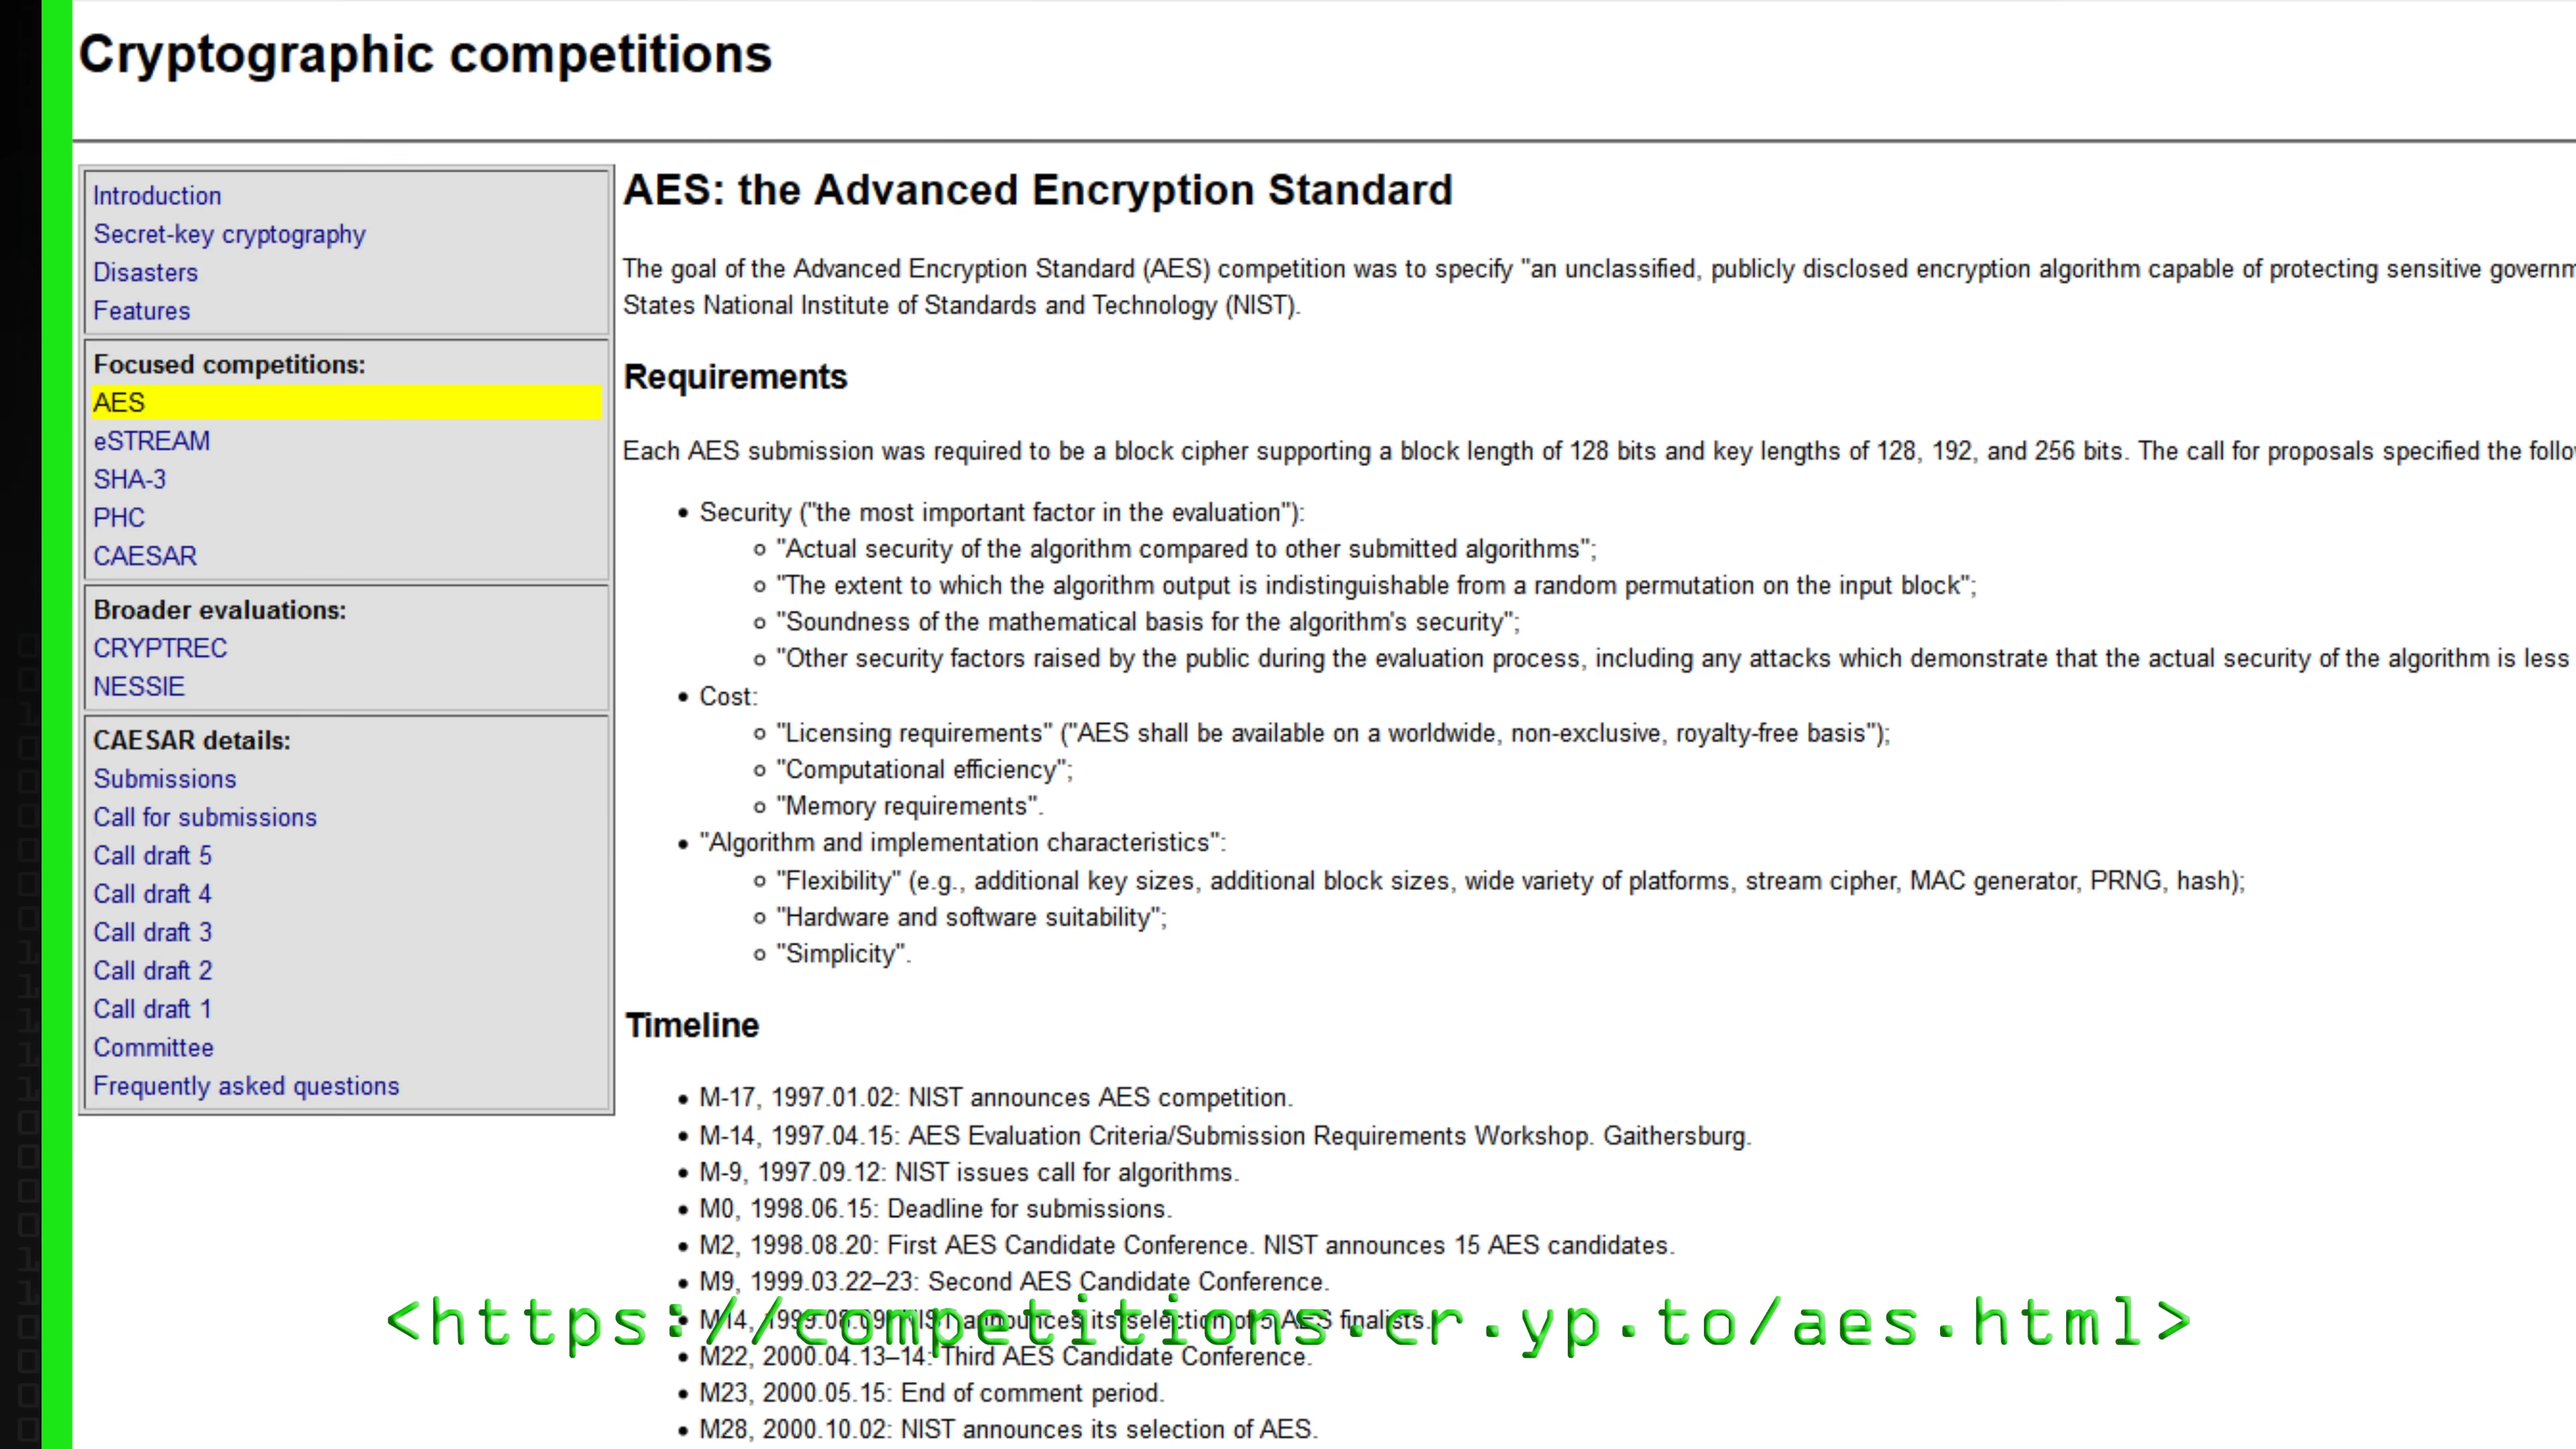 Cryptographic competitions
Introduction
Secret-key cryptography
Disasters
Features
Focused competitions:
AES
eSTREAM
SHA-3
PHC
CAESAR
Broader evaluations:
CRYPTREC
NESSIE
CAESAR details:
Submissions
Call for submissions
Call draft 5
Call draft 4
Call draft 3
Call draft 2
Call draft 1
Committee
Frequently asked questions
AES: the Advanced Encryption Standard
The goal of the Advanced Encryption Standard (AES) competition was to specify "an unclassified, publicly disclosed encryption algorithm capable of protecting sensitive governm
States National Institute of Standards and Technology (NIST).
Requirements
Each AES submission was required to be a block cipher supporting a block length of 128 bits and key lengths of 128, 192, and 256 bits. The call for proposals specified the follo
• Security ("the most important factor in the evaluation"):
"Actual security of the algorithm compared to other submitted algorithms";
"The extent to which the algorithm output is indistinguishable from a random permutation on the input block";
"Soundness of the mathematical basis for the algorithm's security";
"Other security factors raised by the public during the evaluation process, including any attacks which demonstrate that the actual security of the algorithm is less
• Cost:
"Licensing requirements" ("AES shall be available on a worldwide, non-exclusive, royalty-free basis");
"Computational efficiency";
"Memory requirements".
• "Algorithm and implementation characteristics":
"Flexibility" (e.g., additional key sizes, additional block sizes, wide variety of platforms, stream cipher, MAC generator, PRNG, hash);
"Hardware and software suitability";
"Simplicity".
Timeline
• M-17, 1997.01.02: NIST announces AES competition.
• M-14, 1997.04.15: AES Evaluation Criteria/Submission Requirements Workshop. Gaithersburg.
• M-9, 1997.09.12: NIST issues call for algorithms.
• M0, 1998.06.15: Deadline for submissions.
• M2, 1998.08.20: First AES Candidate Conference. NIST announces 15 AES candidates.
• M9, 1999.03.22–23: Second AES Candidate Conference.
• M14, 1999.08.09: NIST announces its selection of 5 AES finalists.
<https://competitions.cr.yp.to/aes.html>
• M22, 2000.04.13–14: Third AES Candidate Conference.
• M23, 2000.05.15: End of comment period.
• M28, 2000.10.02: NIST announces its selection of AES.